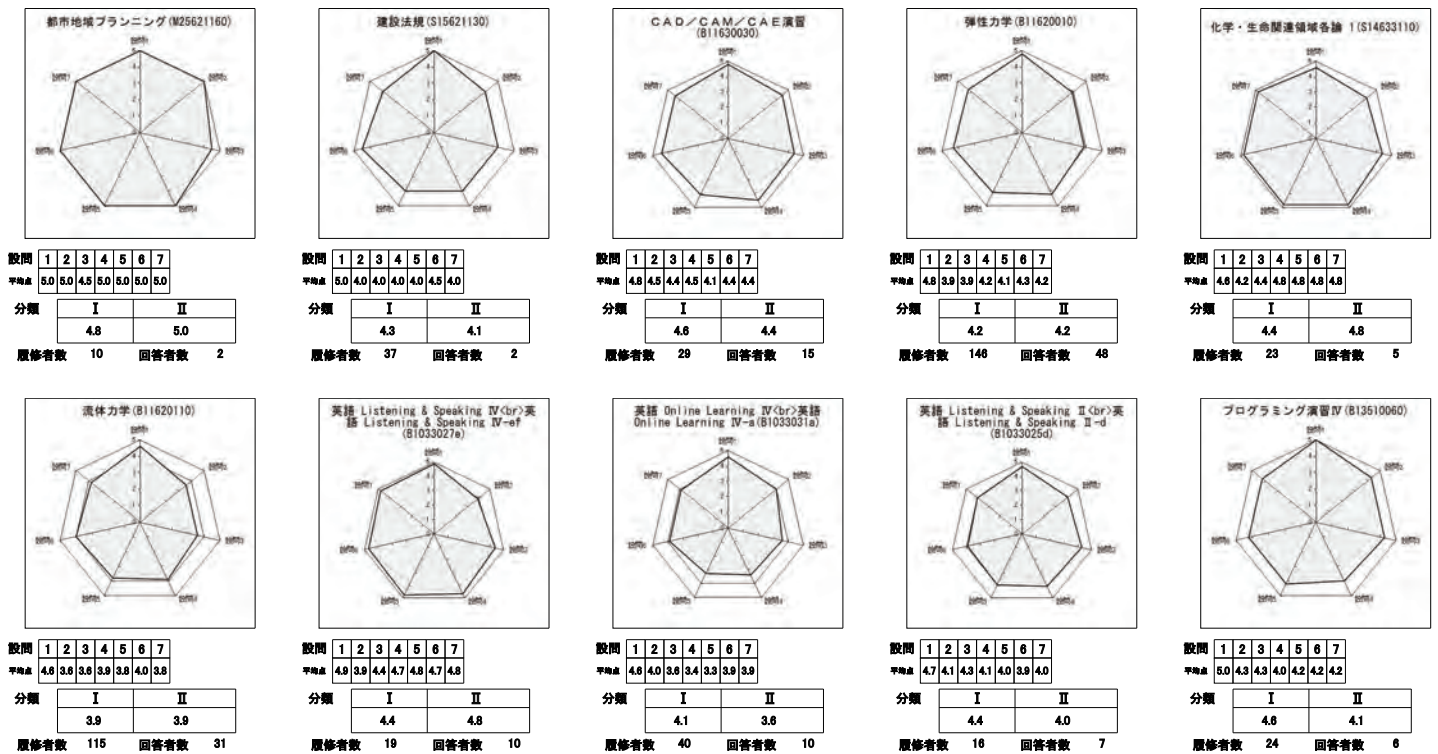 都市地域プランニング(M25621160)
設問 1 2 3 4 5 6 7
平均点 5.0 5.0 4.5 5.0 5.0 5.0 5.0
分類 Ⅰ Ⅱ
4.8 5.0
履修者数 10 回答者数 2
建設法規(S15621130)
設問 1 2 3 4 5 6 7
平均点 5.0 4.0 4.0 4.0 4.0 4.5 4.0
分類 Ⅰ Ⅱ
4.3 4.1
履修者数 37 回答者数 2
CAD/CAM/CAE演習
(B11630030)
設問 1 2 3 4 5 6 7
平均点 4.8 4.5 4.4 4.5 4.1 4.4 4.4
分類 Ⅰ Ⅱ
4.6 4.4
履修者数 29 回答者数 15
弾性力学(B11620010)
設問 1 2 3 4 5 6 7
平均点 4.8 3.9 3.9 4.2 4.1 4.3 4.2
分類 Ⅰ Ⅱ
4.2 4.2
履修者数 146 回答者数 48
化学・生命関連領域各論 1(S14633110)
設問 1 2 3 4 5 6 7
平均点 4.6 4.2 4.4 4.8 4.8 4.8 4.8
分類 Ⅰ Ⅱ
4.4 4.8
履修者数 23 回答者数 5
流体力学(B11620110)
設問 1 2 3 4 5 6 7
平均点 4.6 3.6 3.6 3.9 3.8 4.0 3.8
分類 Ⅰ Ⅱ
3.9 3.9
履修者数 115 回答者数 31
英語 Listening & Speaking Ⅳ<br>英
語 Listening & Speaking Ⅳ-ef
(B1033027e)
設問 1 2 3 4 5 6 7
平均点 4.9 3.9 4.4 4.7 4.8 4.7 4.8
分類 Ⅰ Ⅱ
4.4 4.8
履修者数 19 回答者数 10
英語 Online Learning Ⅳ<br>英語
Online Learning Ⅳ-a(B1033031a)
設問 1 2 3 4 5 6 7
平均点 4.6 4.0 3.6 3.4 3.3 3.9 3.9
分類 Ⅰ Ⅱ
4.1 3.6
履修者数 40 回答者数 10
英語 Listening & Speaking Ⅱ<br>英
語 Listening & Speaking Ⅱ-d
(B1033025d)
設問 1 2 3 4 5 6 7
平均点 4.7 4.1 4.3 4.1 4.0 3.9 4.0
分類 Ⅰ Ⅱ
4.4 4.0
履修者数 16 回答者数 7
プログラミング演習Ⅳ(B13510060)
設問 1 2 3 4 5 6 7
平均点 5.0 4.3 4.3 4.0 4.2 4.2 4.2
分類 Ⅰ Ⅱ
4.6 4.1
履修者数 24 回答者数 6